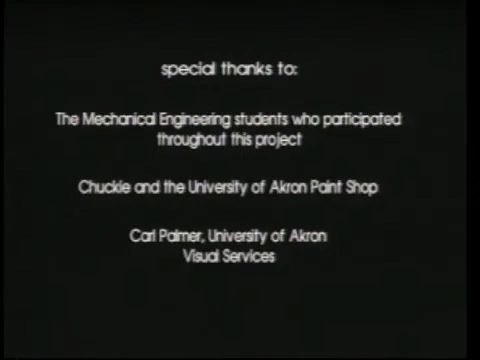 special thanks to:
The Mechanical Engineering students who participated
throughout this project
Chuckie and the University of Akron Paint Shop
Carl Palmer, University of Akron
Visual Services